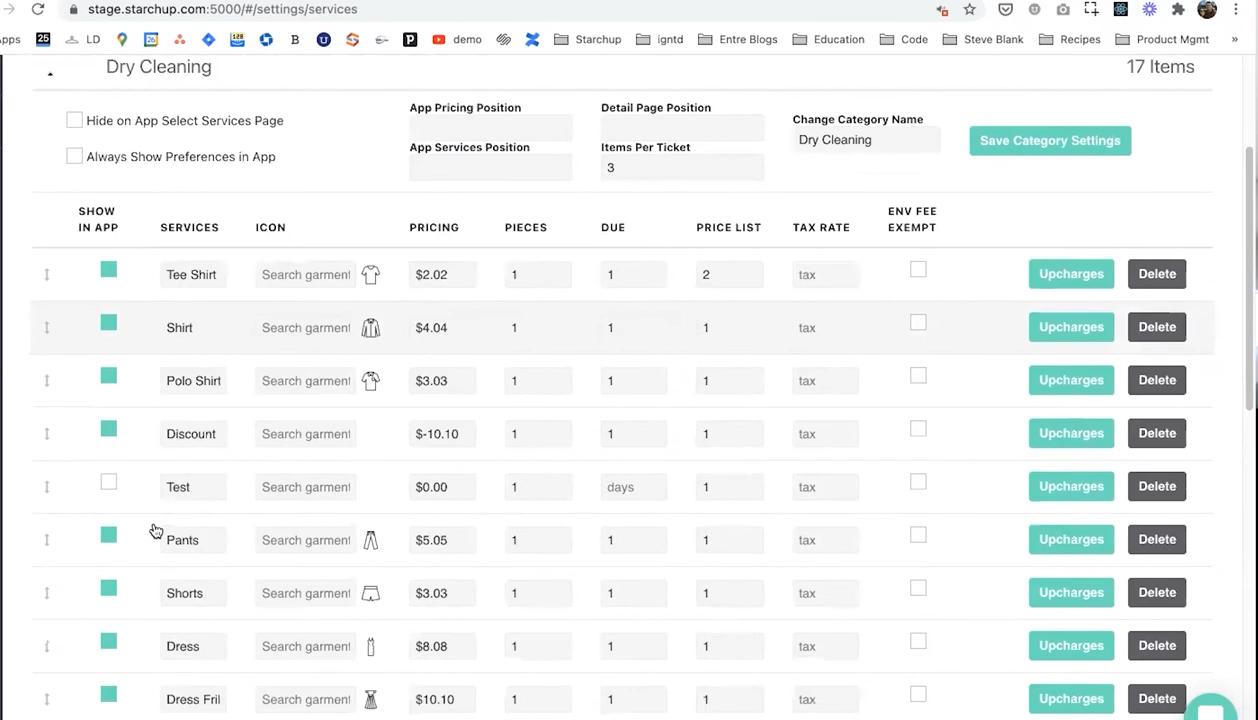 stage.starchup.com:5000/#/settings/services
pps 25 LD 31 128 B U S P demo Starchup igntd Entre Blogs Education Code Steve Blank Recipes Product Mgmt »
Dry Cleaning 17 Items
Hide on App Select Services Page
Always Show Preferences in App
App Pricing Position
App Services Position
Detail Page Position
Items Per Ticket
3
Change Category Name
Dry Cleaning
Save Category Settings
SHOW IN APP SERVICES ICON PRICING PIECES DUE PRICE LIST TAX RATE ENV FEE EXEMPT
Tee Shirt Search garment $2.02 1 1 2 tax Upcharges Delete
Shirt Search garment $4.04 1 1 1 tax Upcharges Delete
Polo Shirt Search garment $3.03 1 1 1 tax Upcharges Delete
Discount Search garment $-10.10 1 1 1 tax Upcharges Delete
Test Search garment $0.00 1 days 1 tax Upcharges Delete
Pants Search garment $5.05 1 1 1 tax Upcharges Delete
Shorts Search garment $3.03 1 1 1 tax Upcharges Delete
Dress Search garment $8.08 1 1 1 tax Upcharges Delete
Dress Fril Search garment $10.10 1 1 1 tax Upcharges Delete